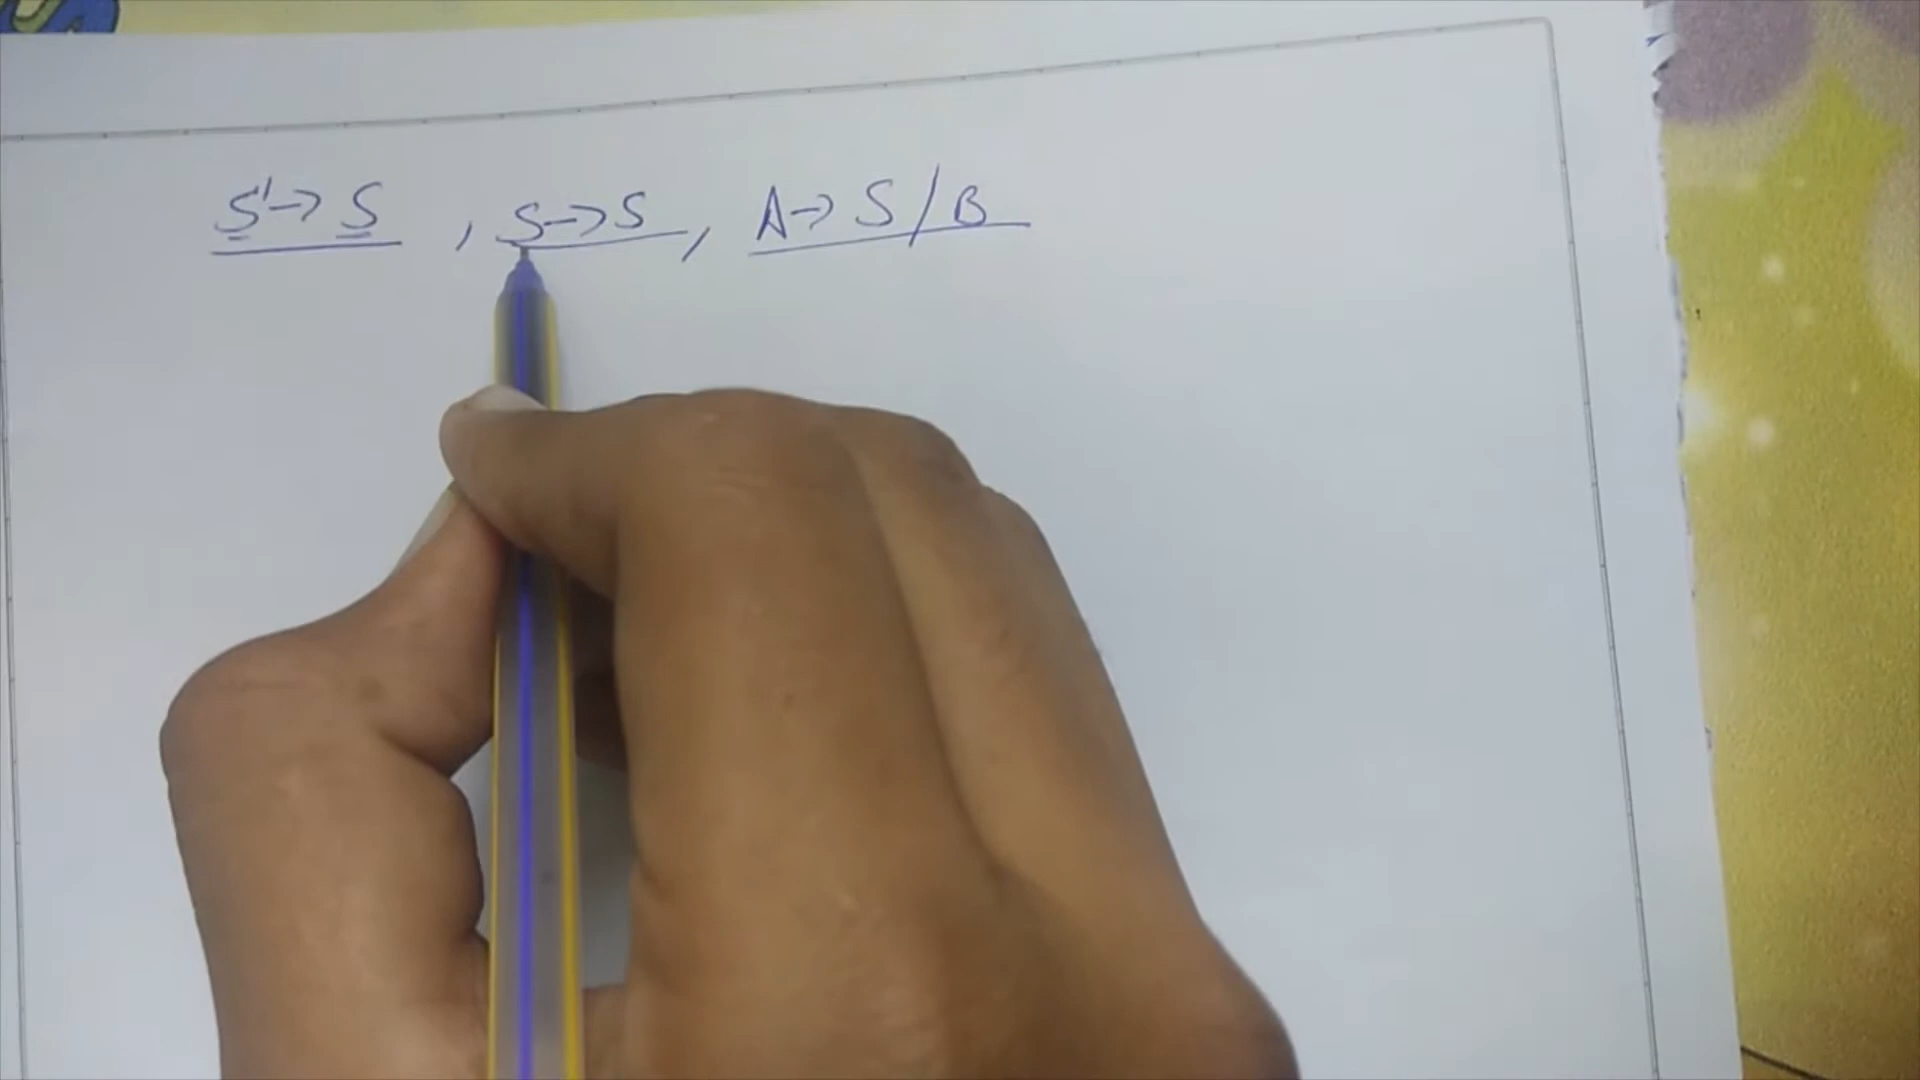 S'→ S , S→S, A→ S/B